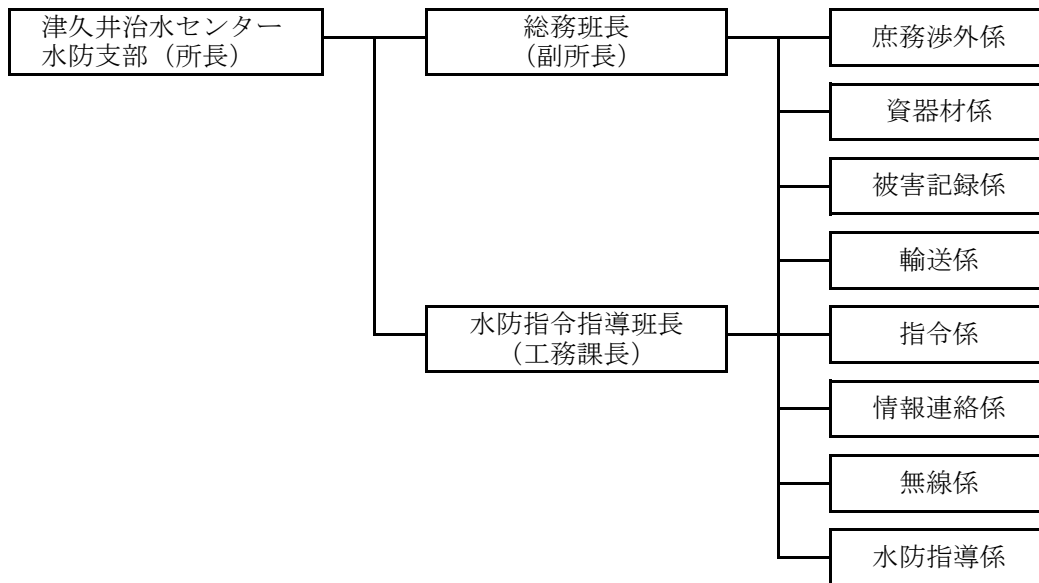 津久井治水センター
水防支部（所長）
総務班長
（副所長）
庶務渉外係
資器材係
被害記録係
輸送係
水防指令指導班長
（工務課長）
指令係
情報連絡係
無線係
水防指導係